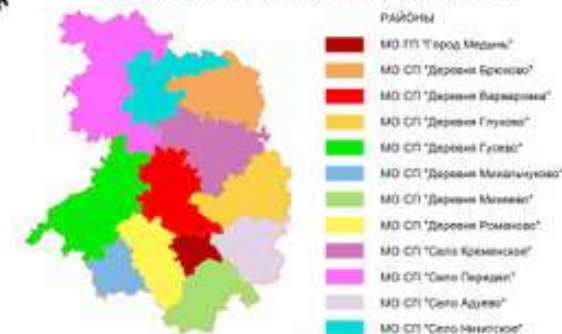 РАЙОНЫ
МО ГП "Город Медынь"
МО СП "Деревня Брюхово"
МО СП "Деревня Варваровка"
МО СП "Деревня Глухово"
МО СП "Деревня Гусево"
МО СП "Деревня Михальчуково"
МО СП "Деревня Михеево"
МО СП "Деревня Романово"
МО СП "Село Кременское"
МО СП "Село Передел"
МО СП "Село Адуево"
МО СП "Село Никитское"